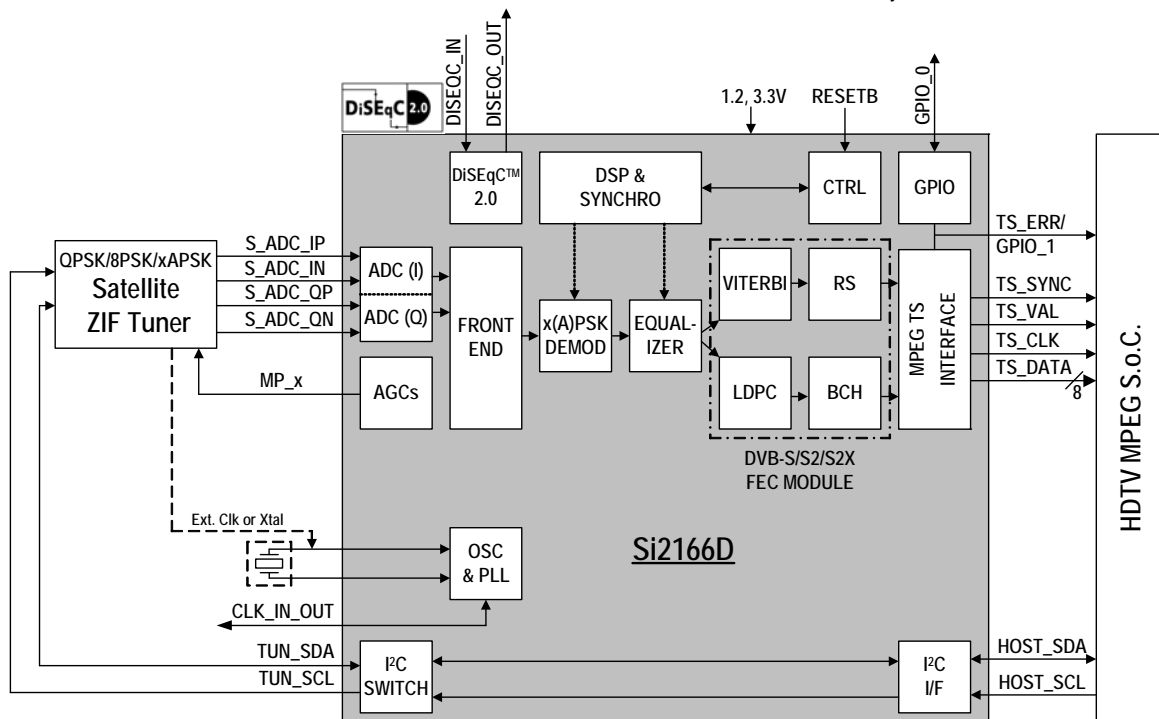 DISEQC_IN
DISEQC_OUT
DiSEqC 2.0
1.2, 3.3V
RESETB
GPIO_0
DiSEqC™
2.0
DSP &
SYNCHRO
CTRL
GPIO
TS_ERR/
GPIO_1
QPSK/8PSK/xAPSK
Satellite
ZIF Tuner
S_ADC_IP
S_ADC_IN
S_ADC_QP
S_ADC_QN
MP_x
ADC (I)
ADC (Q)
AGCs
FRONT
END
x(A)PSK
DEMOD
EQUAL-
IZER
VITERBI
RS
LDPC
BCH
DVB-S/S2/S2X
FEC MODULE
MPEG TS
INTERFACE
TS_SYNC
TS_VAL
TS_CLK
TS_DATA
8
HDTV MPEG S.o.C.
Ext. Clk or Xtal
OSC
& PLL
Si2166D
CLK_IN_OUT
TUN_SDA
TUN_SCL
I²C
SWITCH
I²C
I/F
HOST_SDA
HOST_SCL